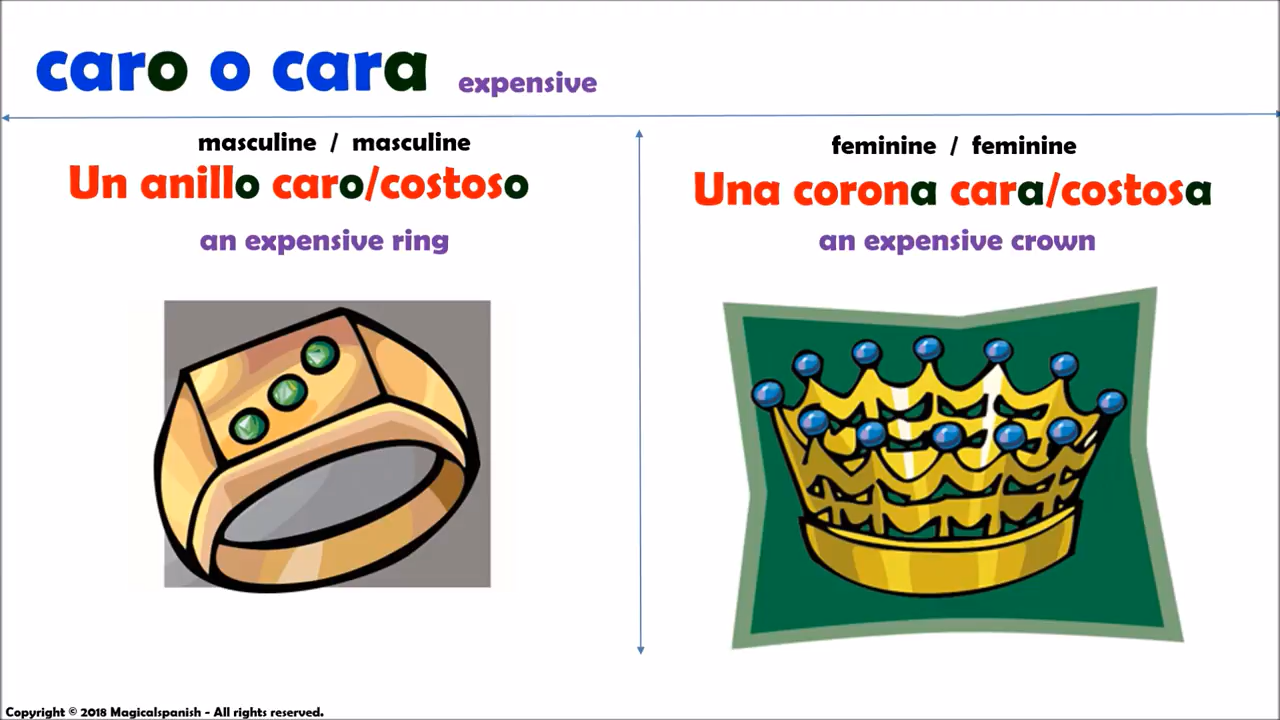 caro o cara expensive
masculine / masculine
Un anillo caro/costoso
an expensive ring
feminine / feminine
Una corona cara/costosa
an expensive crown
Copyright © 2018 Magicalspanish - All rights reserved.